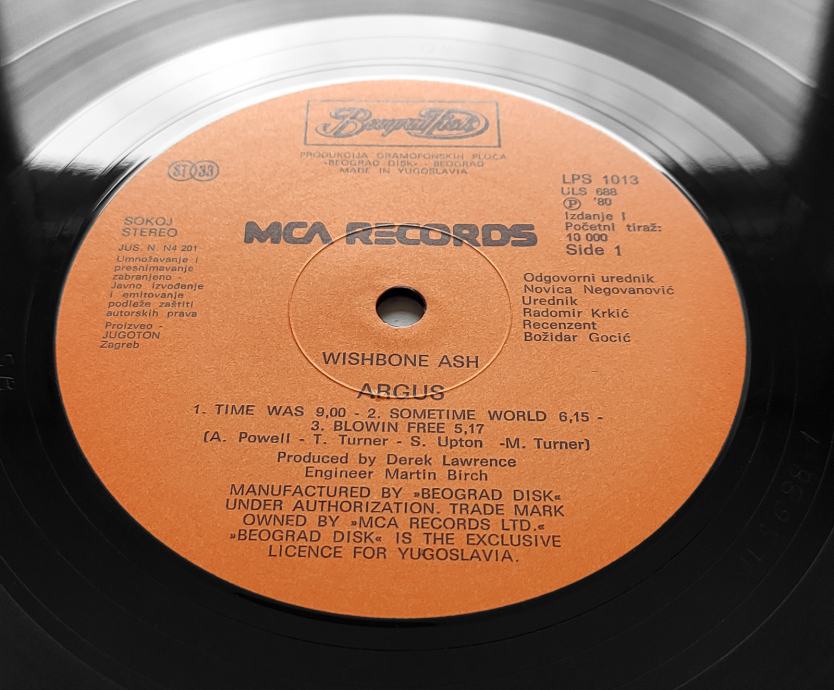 Beograd Disk
PRODUKCIJA GRAMOFONSKIH PLOČA
»BEOGRAD DISK« - BEOGRAD
MADE IN YUGOSLAVIA
ST 33
LPS 1013
ULS 688
Ⓟ '80
Izdanje I
Početni tiraž:
10 000
Side 1
SOKOJ
STEREO
JUS. N. N4 201
Umnožavanje i
presnimavanje
zabranjeno -
Javno izvođenje
i emitovanje
podleže zaštiti
autorskih prava
Proizveo -
JUGOTON
Zagreb
MCA RECORDS
Odgovorni urednik
Novica Negovanović
Urednik
Radomir Krkić
Recenzent
Božidar Gocić
WISHBONE ASH
ARGUS
1. TIME WAS 9,00 - 2. SOMETIME WORLD 6,15 -
3. BLOWIN FREE 5,17
(A. Powell - T. Turner - S. Upton -M. Turner)
Produced by Derek Lawrence
Engineer Martin Birch
MANUFACTURED BY »BEOGRAD DISK«
UNDER AUTHORIZATION. TRADE MARK
OWNED BY »MCA RECORDS LTD.«
»BEOGRAD DISK« IS THE EXCLUSIVE
LICENCE FOR YUGOSLAVIA.